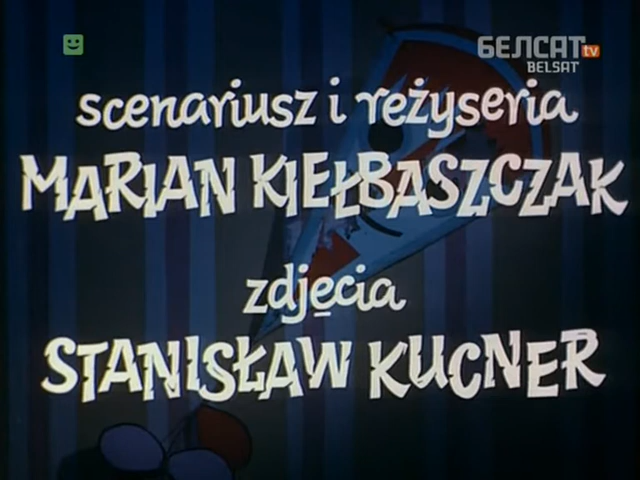 БЕЛСАТ tv
BELSAT
scenariusz i reżyseria
MARIAN KIEŁBASZCZAK
zdjęcia
STANISŁAW KUCNER